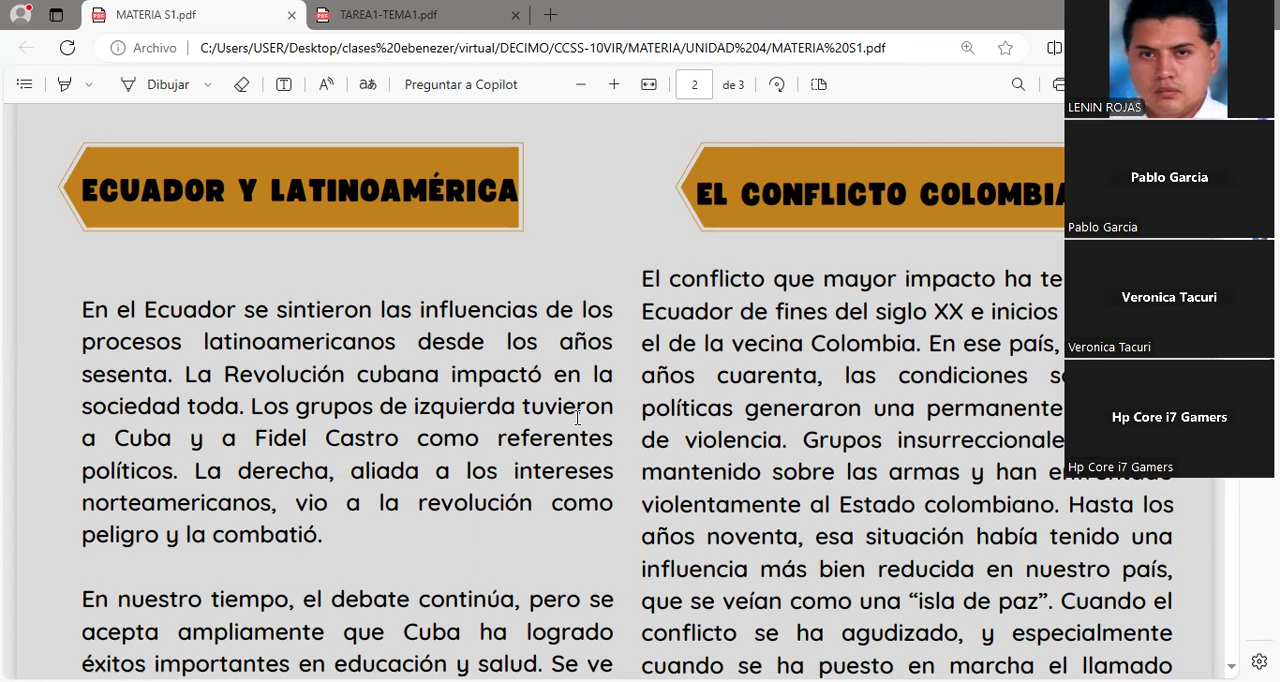 MATERIA S1.pdf
TAREA1-TEMA1.pdf
Archivo
C:/Users/USER/Desktop/clases%20ebenezer/virtual/DECIMO/CCSS-10VIR/MATERIA/UNIDAD%204/MATERIA%20S1.pdf
Dibujar
aあ
Preguntar a Copilot
2
de 3
LENIN ROJAS
Pablo Garcia
Pablo Garcia
Veronica Tacuri
Veronica Tacuri
Hp Core i7 Gamers
Hp Core i7 Gamers
ECUADOR Y LATINOAMÉRICA
En el Ecuador se sintieron las influencias de los
procesos latinoamericanos desde los años
sesenta. La Revolución cubana impactó en la
sociedad toda. Los grupos de izquierda tuvieron
a Cuba y a Fidel Castro como referentes
políticos. La derecha, aliada a los intereses
norteamericanos, vio a la revolución como
peligro y la combatió.
En nuestro tiempo, el debate continúa, pero se
acepta ampliamente que Cuba ha logrado
éxitos importantes en educación y salud. Se ve
EL CONFLICTO
El conflicto que mayor impacto ha
Ecuador de fines del siglo XX e inicios
el de la vecina Colombia. En ese país,
años cuarenta, las condiciones
políticas generaron una permanente
de violencia. Grupos
mantenido sobre las armas y han
violentamente al Estado colombiano. Hasta los
años noventa, esa situación había tenido una
influencia más bien reducida en nuestro país,
que se veían como una “isla de paz”. Cuando el
conflicto se ha agudizado, y especialmente
cuando se ha puesto en marcha el llamado